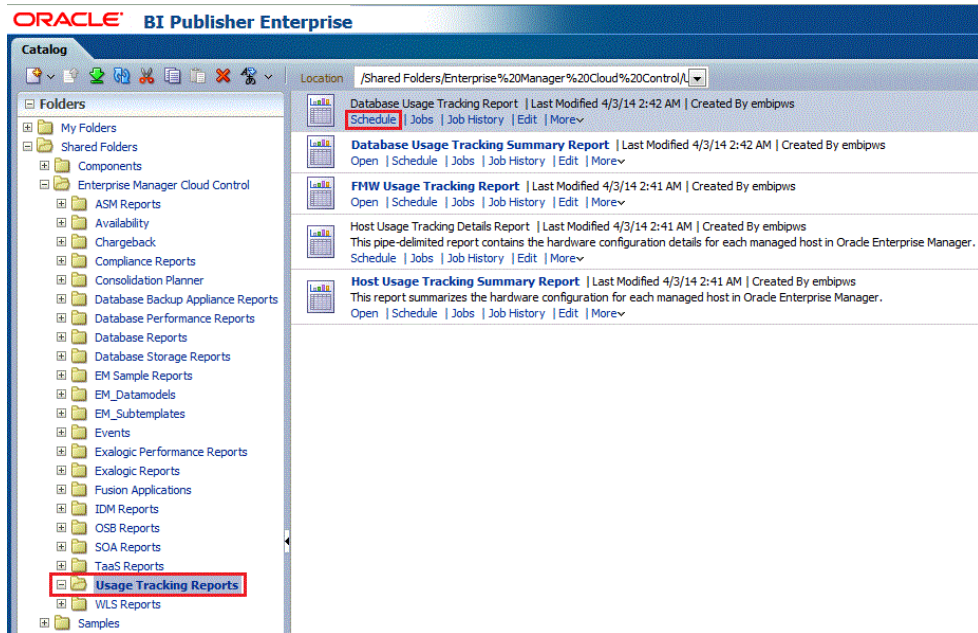 ORACLE® BI Publisher Enterprise
Catalog
Location /Shared Folders/Enterprise%20Manager%20Cloud%20Control/
Folders
My Folders
Shared Folders
Components
Enterprise Manager Cloud Control
ASM Reports
Availability
Chargeback
Compliance Reports
Consolidation Planner
Database Backup Appliance Reports
Database Performance Reports
Database Reports
Database Storage Reports
EM Sample Reports
EM_Datamodels
EM_Subtemplates
Events
Exalogic Performance Reports
Exalogic Reports
Fusion Applications
IDM Reports
OSB Reports
SOA Reports
TaaS Reports
Usage Tracking Reports
WLS Reports
Samples
Database Usage Tracking Report | Last Modified 4/3/14 2:42 AM | Created By embipws
Schedule | Jobs | Job History | Edit | More
Database Usage Tracking Summary Report | Last Modified 4/3/14 2:42 AM | Created By embipws
Open | Schedule | Jobs | Job History | Edit | More
FMW Usage Tracking Report | Last Modified 4/3/14 2:41 AM | Created By embipws
Open | Schedule | Jobs | Job History | Edit | More
Host Usage Tracking Details Report | Last Modified 4/3/14 2:41 AM | Created By embipws
This pipe-delimited report contains the hardware configuration details for each managed host in Oracle Enterprise Manager.
Schedule | Jobs | Job History | Edit | More
Host Usage Tracking Summary Report | Last Modified 4/3/14 2:41 AM | Created By embipws
This report summarizes the hardware configuration for each managed host in Oracle Enterprise Manager.
Open | Schedule | Jobs | Job History | Edit | More